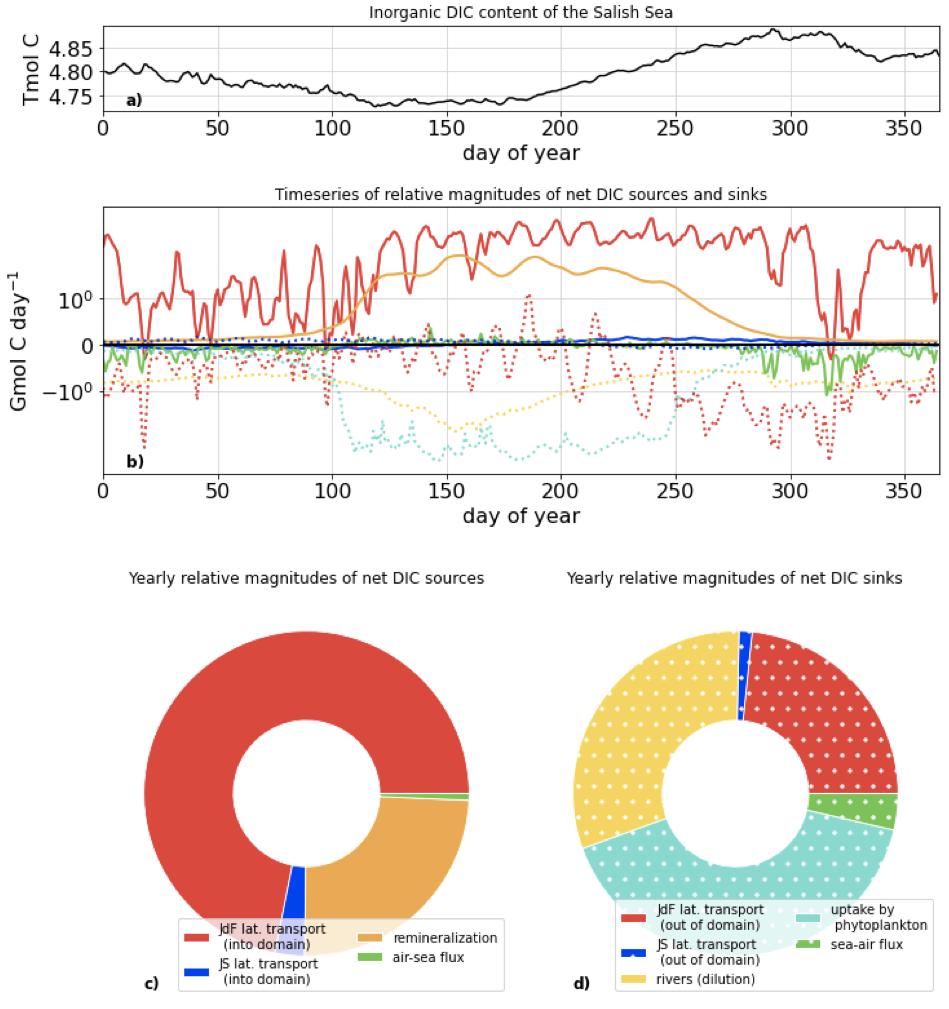 Inorganic DIC content of the Salish Sea
Tmol C
4.85
4.80
4.75
a)
0 50 100 150 200 250 300 350
day of year
Timeseries of relative magnitudes of net DIC sources and sinks
Gmol C day⁻¹
10⁰
0
−10⁰
b)
0 50 100 150 200 250 300 350
day of year
Yearly relative magnitudes of net DIC sources
JdF lat. transport
(into domain)
JS lat. transport
(into domain)
remineralization
air-sea flux
c)
Yearly relative magnitudes of net DIC sinks
JdF lat. transport
(out of domain)
JS lat. transport
(out of domain)
rivers (dilution)
uptake by
phytoplankton
sea-air flux
d)